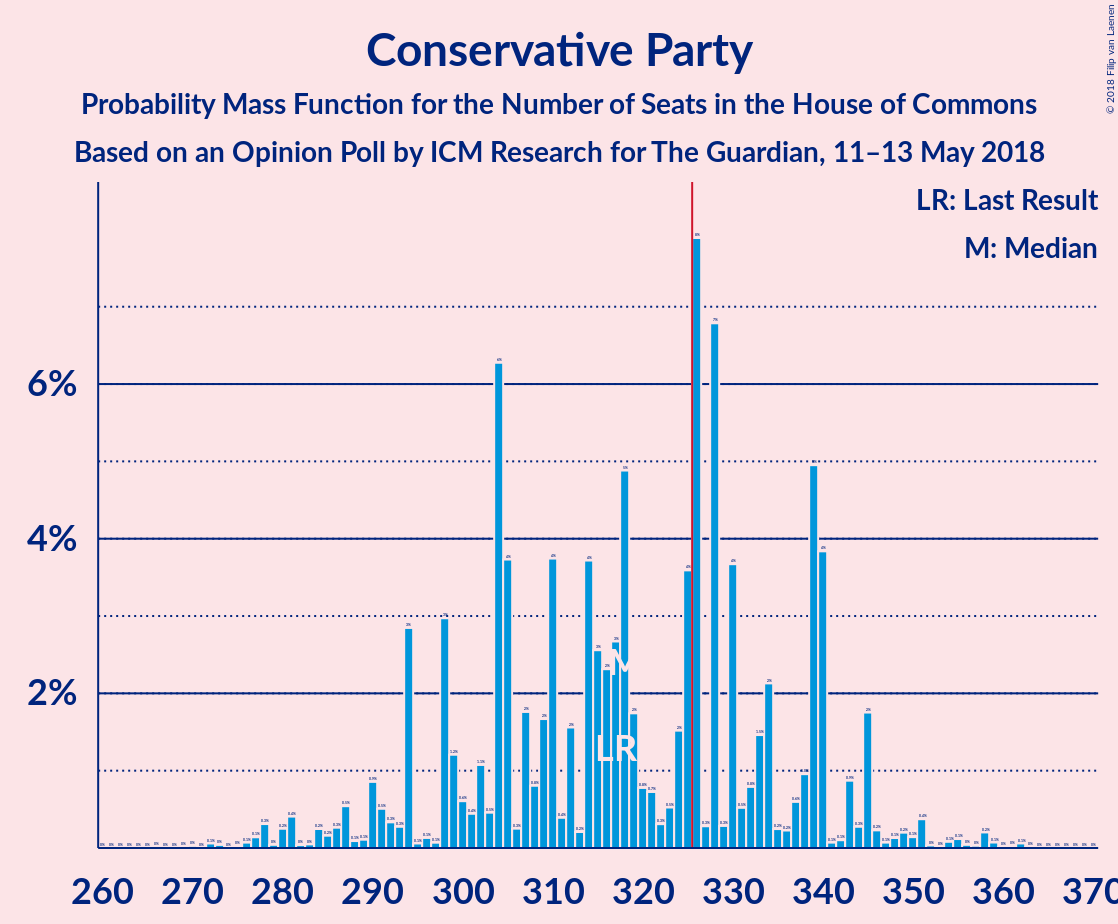 Conservative Party
Probability Mass Function for the Number of Seats in the House of Commons
Based on an Opinion Poll by ICM Research for The Guardian, 11–13 May 2018
© 2018 Filip van Laenen
LR: Last Result
M: Median
6%
4%
2%
M
LR
260 270 280 290 300 310 320 330 340 350 360 370